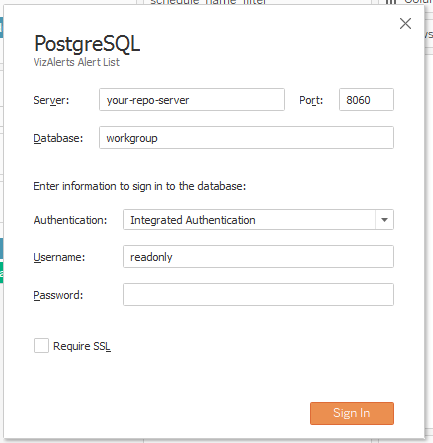 schedule_name_filter
PostgreSQL
VizAlerts Alert List
Server: your-repo-server Port: 8060
Database: workgroup
Enter information to sign in to the database:
Authentication: Integrated Authentication
Username: readonly
Password:
Require SSL
Sign In